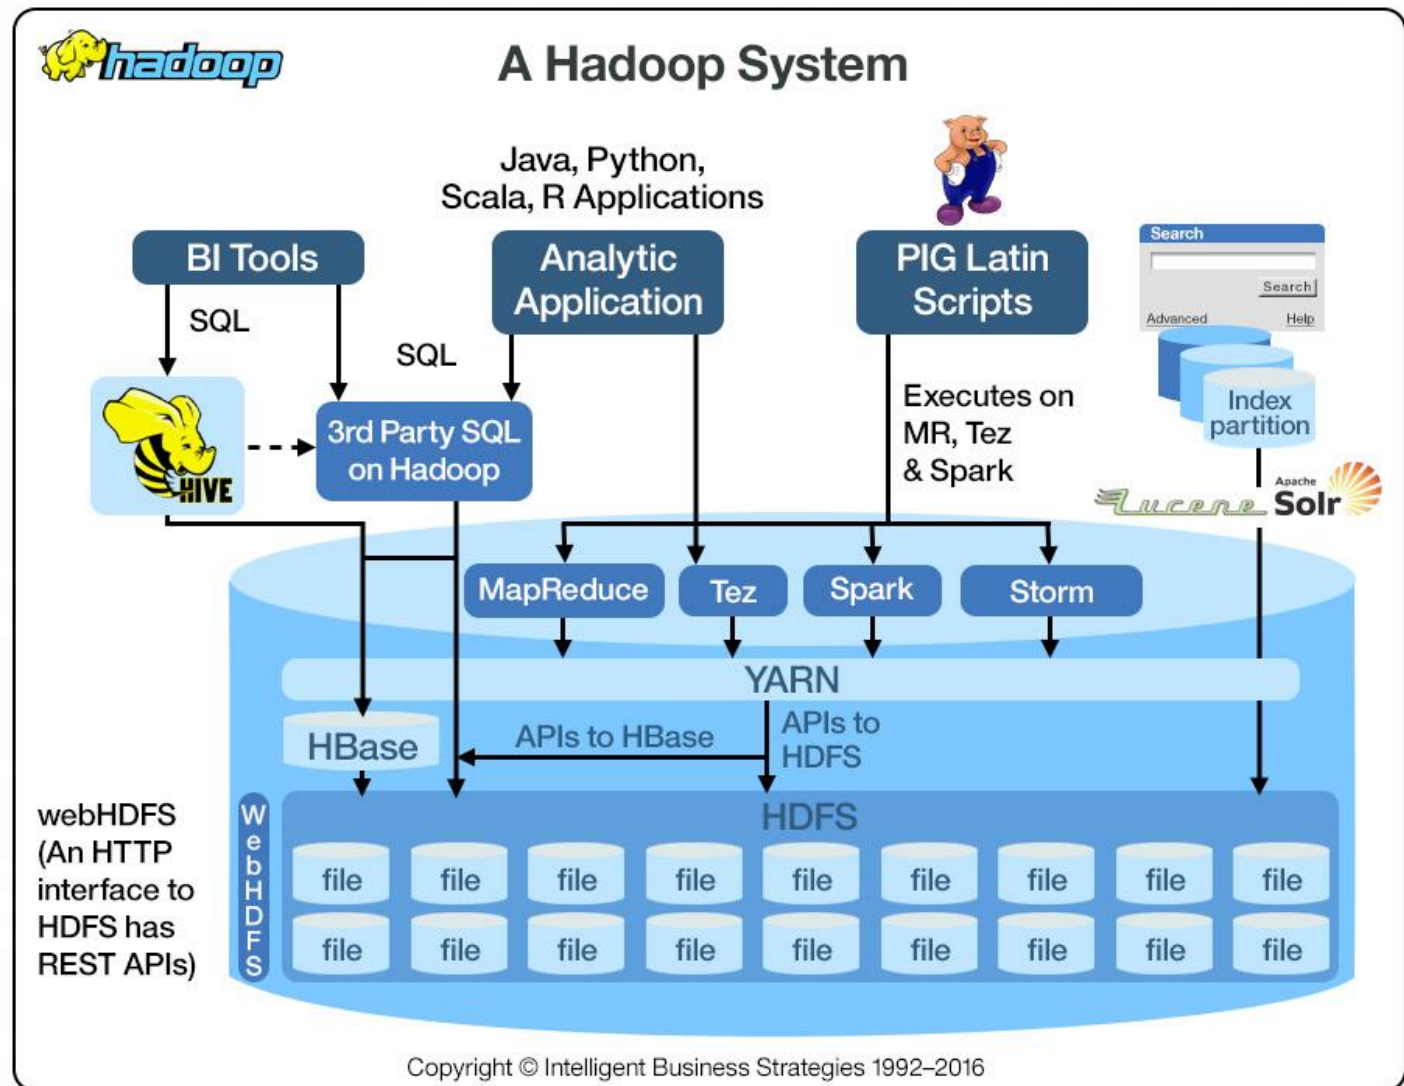 hadoop
A Hadoop System
Java, Python,
Scala, R Applications
BI Tools
Analytic
Application
PIG Latin
Scripts
Search
Search
Advanced
Help
SQL
SQL
HIVE
3rd Party SQL
on Hadoop
Executes on
MR, Tez
& Spark
Index
partition
Lucene
Apache
Solr
MapReduce
Tez
Spark
Storm
YARN
HBase
APIs to HBase
APIs to
HDFS
webHDFS
(An HTTP
interface to
HDFS has
REST APIs)
WebHDFS
HDFS
file file file file file file file file file
file file file file file file file file file
Copyright © Intelligent Business Strategies 1992–2016